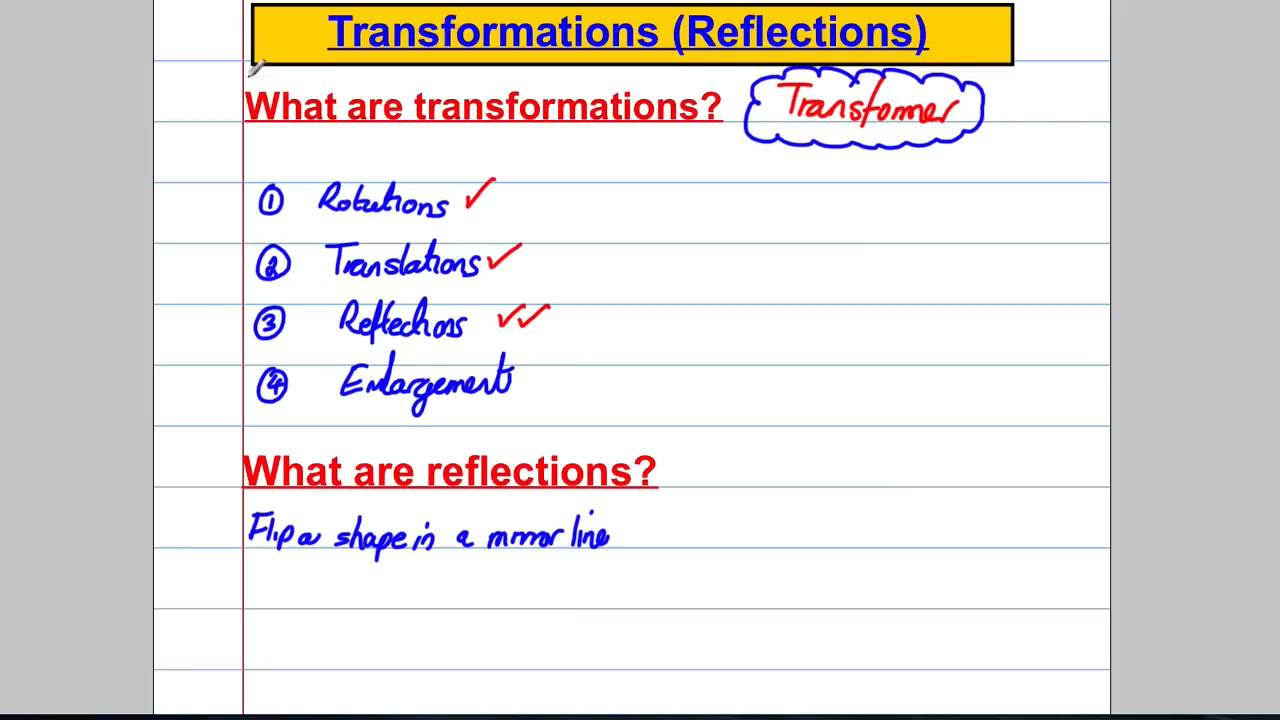 Transformations (Reflections)
What are transformations? Transformer
① Rotations ✓
② Translations ✓
③ Reflections ✓✓
④ Enlargement
What are reflections?
Flip a shape in a mirror line